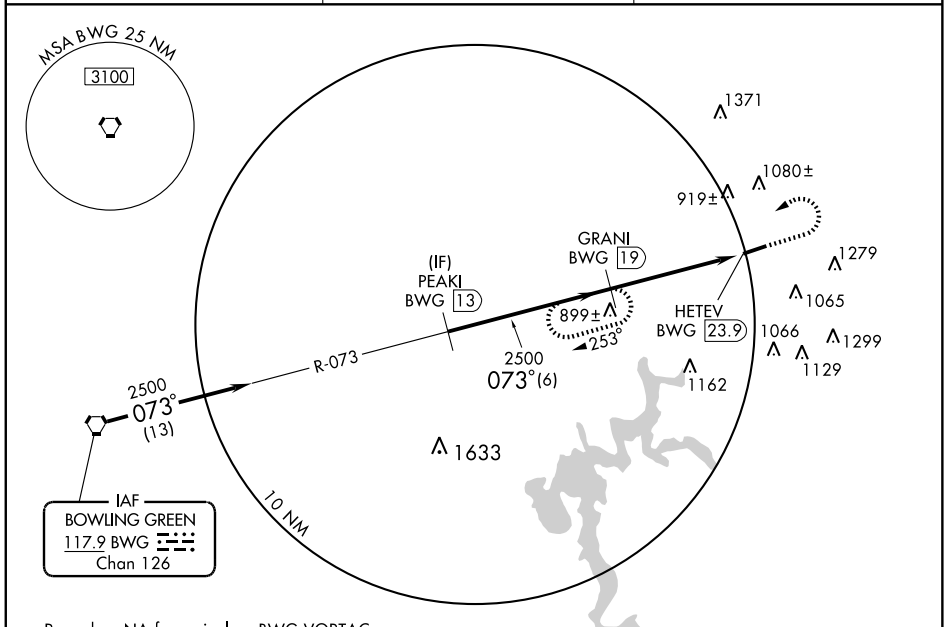 MSA BWG 25 NM
3100
1371
1080±
919±
GRANI
BWG 19
(IF)
PEAKI
BWG 13
1279
1065
899±
HETEV
BWG 23.9
253°
1066
1299
1129
R-073
2500
073°(6)
1162
2500
073°
(13)
1633
IAF
BOWLING GREEN
117.9 BWG
Chan 126
10 NM